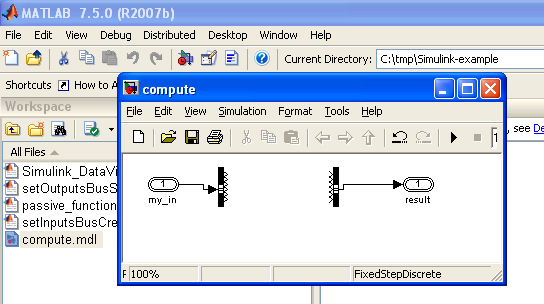 MATLAB 7.5.0 (R2007b)
File Edit View Debug Distributed Desktop Window Help
Current Directory: C:\tmp\Simulink-example
Shortcuts How to A
compute
Workspace
File Edit View Simulation Format Tools Help
, see De
1
All Files
Simulink_DataVi
setOutputsBusS
passive_function
setInputsBusCre
compute.mdl
1 1
my_in result
F 100% FixedStepDiscrete